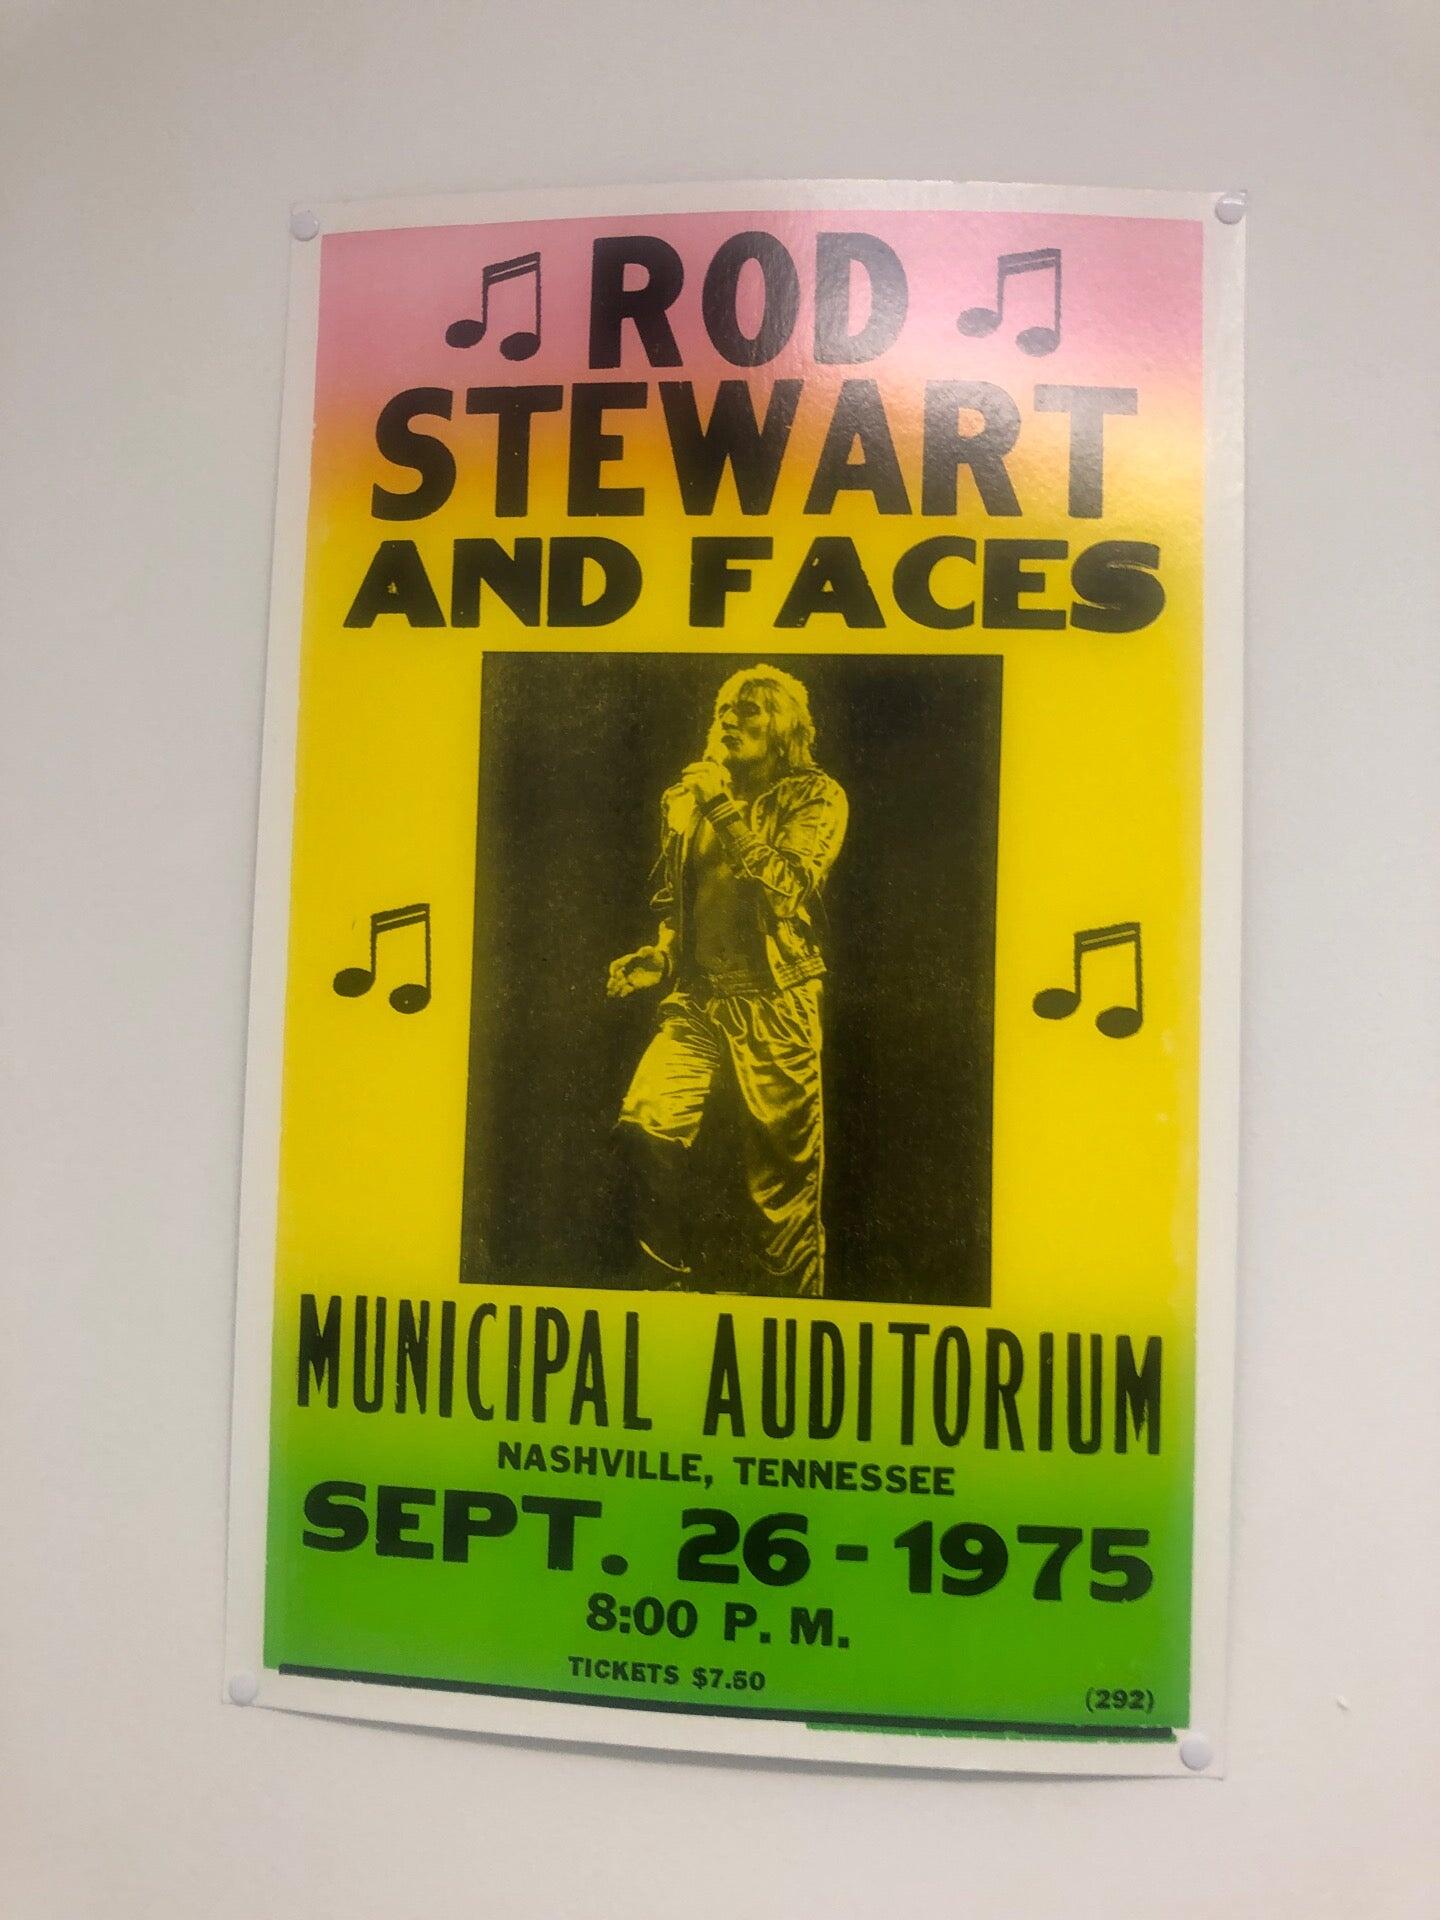 ROD
STEWART
AND FACES
MUNICIPAL AUDITORIUM
NASHVILLE, TENNESSEE
SEPT. 26 - 1975
8:00 P. M.
TICKETS $7.50
(292)